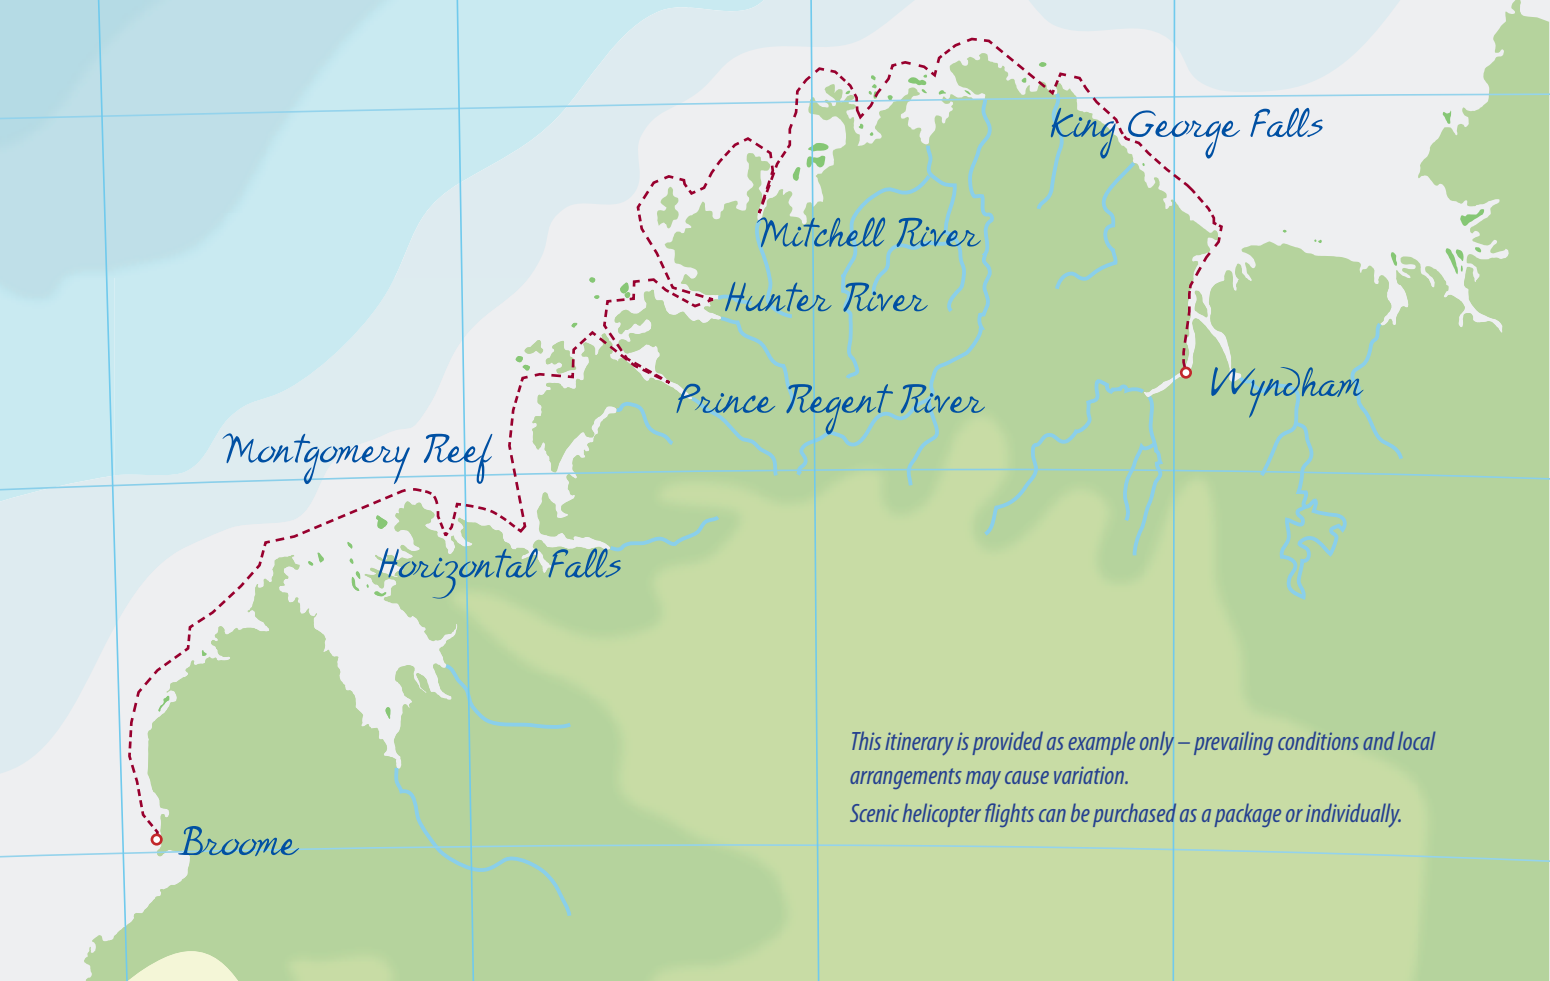 King George Falls
Mitchell River
Hunter River
Prince Regent River
Wyndham
Montgomery Reef
Horizontal Falls
This itinerary is provided as example only – prevailing conditions and local
arrangements may cause variation.
Scenic helicopter flights can be purchased as a package or individually.
Broome